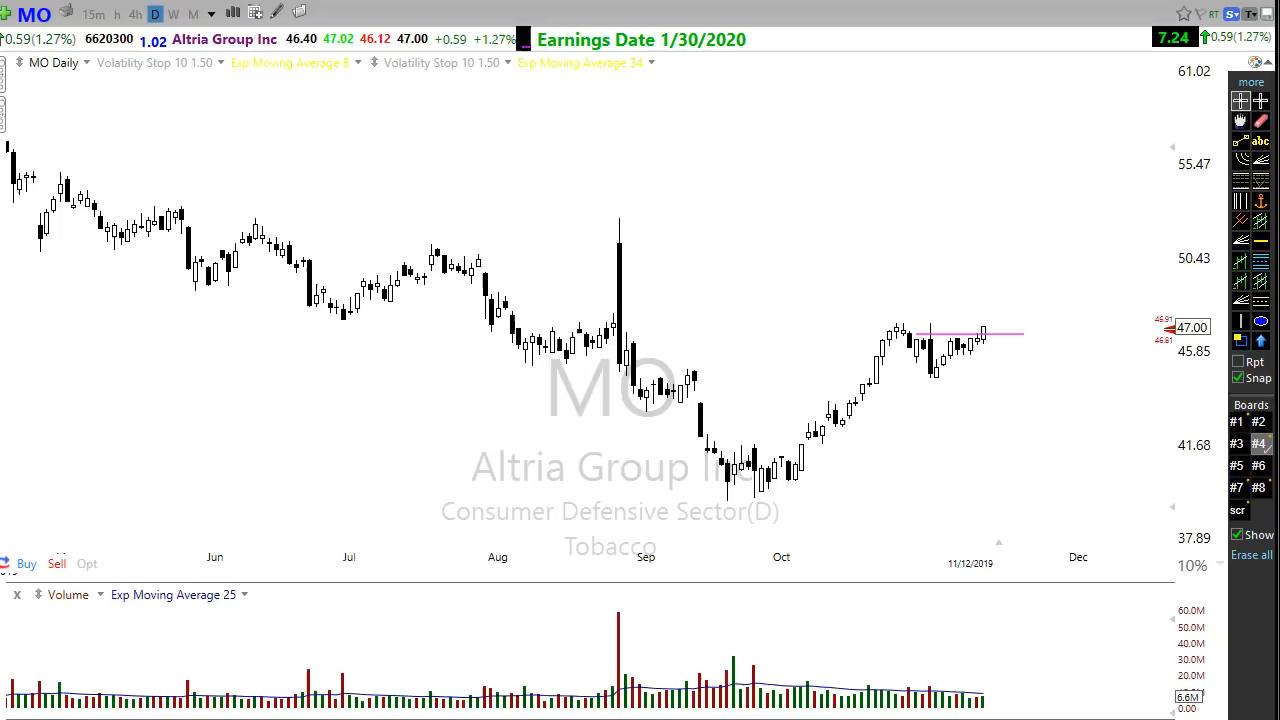 MO 15m h 4h D W M RT S T
0.59(1.27%) 6620300 1.02 Altria Group Inc 46.40 47.02 46.12 47.00 +0.59 +1.27% Earnings Date 1/30/2020 7.24 0.59(1.27%)
MO Daily Volatility Stop 10 1.50 Exp Moving Average 8 Volatility Stop 10 1.50 Exp Moving Average 34
61.02
more
abc
55.47
50.43
46.91
47.00
46.81
45.85
Rpt
Snap
MO
Boards
#1 #2
#3 #4
41.68
Altria Group Inc
#5 #6
#7 #8
Consumer Defensive Sector(D)
scr
37.89
Show
Tobacco
Jun Jul Aug Sep Oct 11/12/2019 Dec
Erase all
Buy Sell Opt 10%
x Volume Exp Moving Average 25
60.0M
50.0M
40.0M
30.0M
20.0M
6.6M
0.00